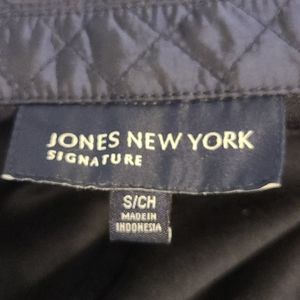 JONES NEW YORK
SIGNATURE
S/CH
MADE IN
INDONESIA